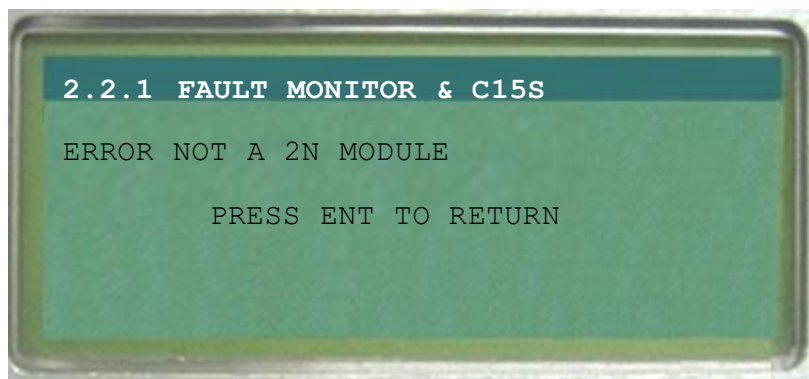 2.2.1 FAULT MONITOR & C15S
ERROR NOT A 2N MODULE
PRESS ENT TO RETURN